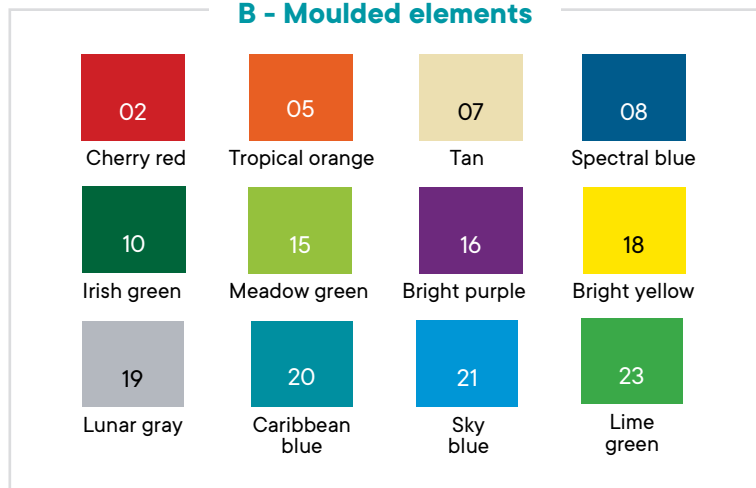 B - Moulded elements
02
05
07
08
Cherry red
Tropical orange
Tan
Spectral blue
10
15
16
18
Irish green
Meadow green
Bright purple
Bright yellow
19
20
21
23
Lunar gray
Caribbean
blue
Sky
blue
Lime
green